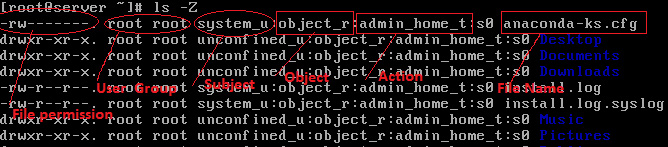 [root@server ~]# ls -Z
-rw-------. root root system_u:object_r:admin_home_t:s0 anaconda-ks.cfg
drwxr-xr-x. root root unconfined_u:object_r:admin_home_t:s0 Desktop
drwxr-xr-x. root root unconfined_u:object_r:admin_home_t:s0 Documents
drwxr-xr-x. root root unconfined_u:object_r:admin_home_t:s0 Downloads
User Group Subject Object Action File Name
-rw-r--r--. root root system_u:object_r:admin_home_t:s0 install.log
-rw-r--r--. root root system_u:object_r:admin_home_t:s0 install.log.syslog
File permission
drwxr-xr-x. root root unconfined_u:object_r:admin_home_t:s0 Music
drwxr-xr-x. root root unconfined_u:object_r:admin_home_t:s0 Pictures